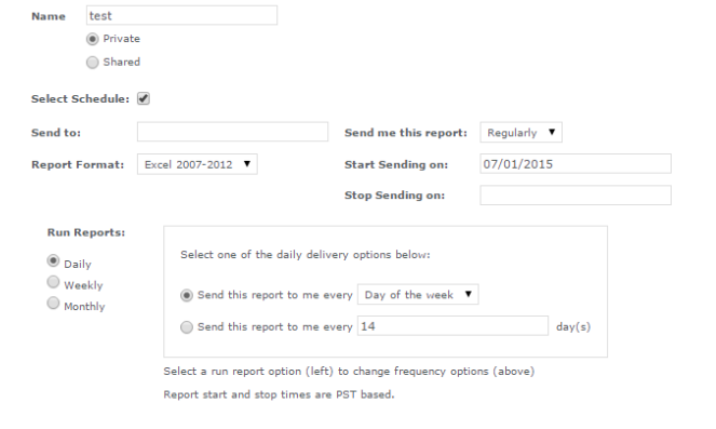 Name test
Private
Shared
Select Schedule:
Send to: Send me this report: Regularly
Report Format: Excel 2007-2012 Start Sending on: 07/01/2015
Stop Sending on:
Run Reports:
Daily
Weekly
Monthly
Select one of the daily delivery options below:
Send this report to me every Day of the week
Send this report to me every 14 day(s)
Select a run report option (left) to change frequency options (above)
Report start and stop times are PST based.